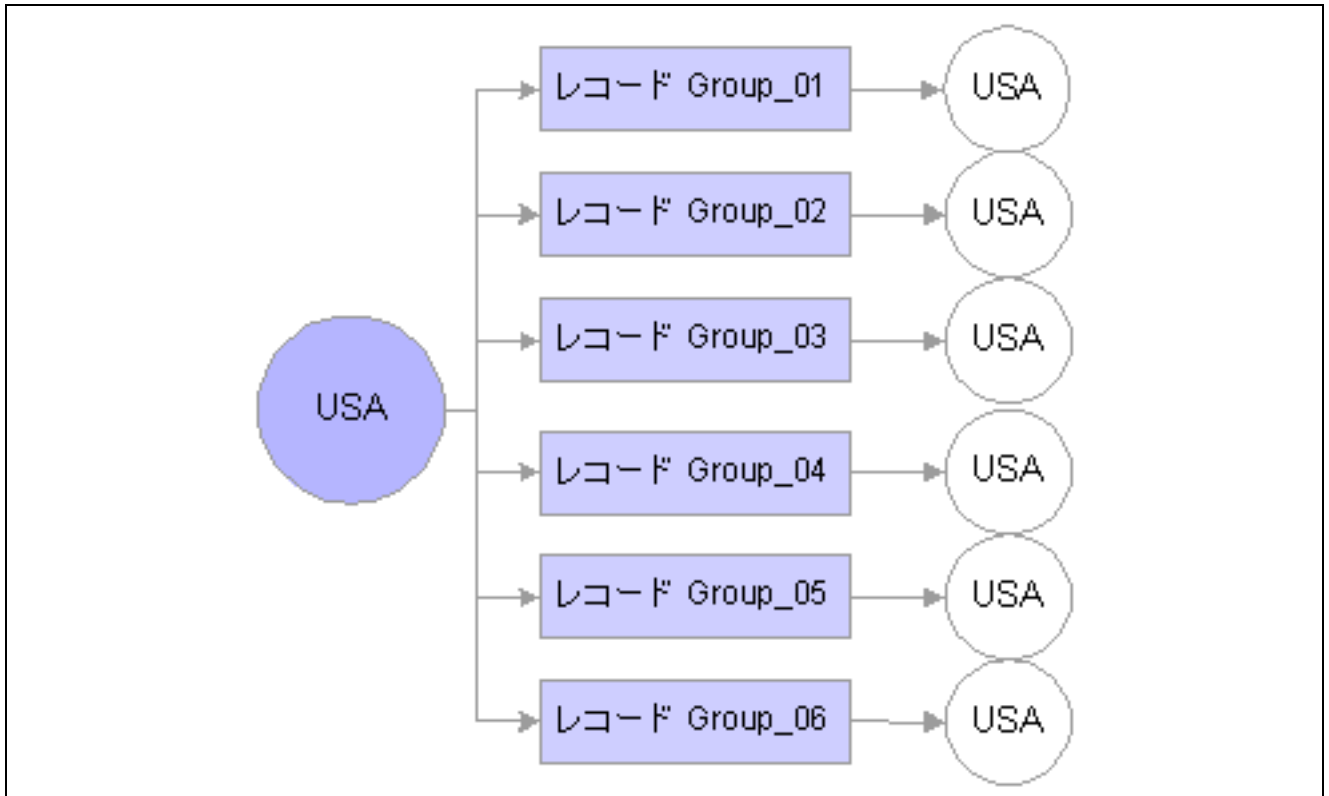 レコード Group_01
USA
レコード Group_02
USA
レコード Group_03
USA
USA
レコード Group_04
USA
レコード Group_05
USA
レコード Group_06
USA